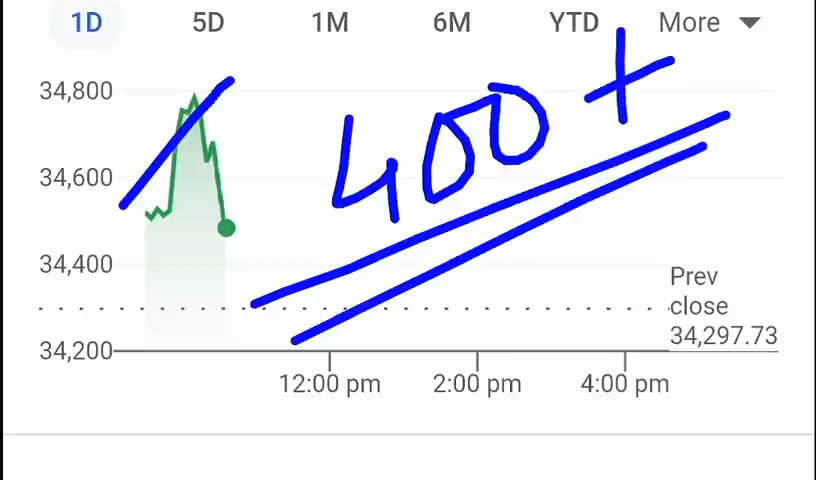 1D 5D 1M 6M YTD More
34,800
400+
34,600
34,400
Prev
close
34,297.73
34,200
12:00 pm 2:00 pm 4:00 pm